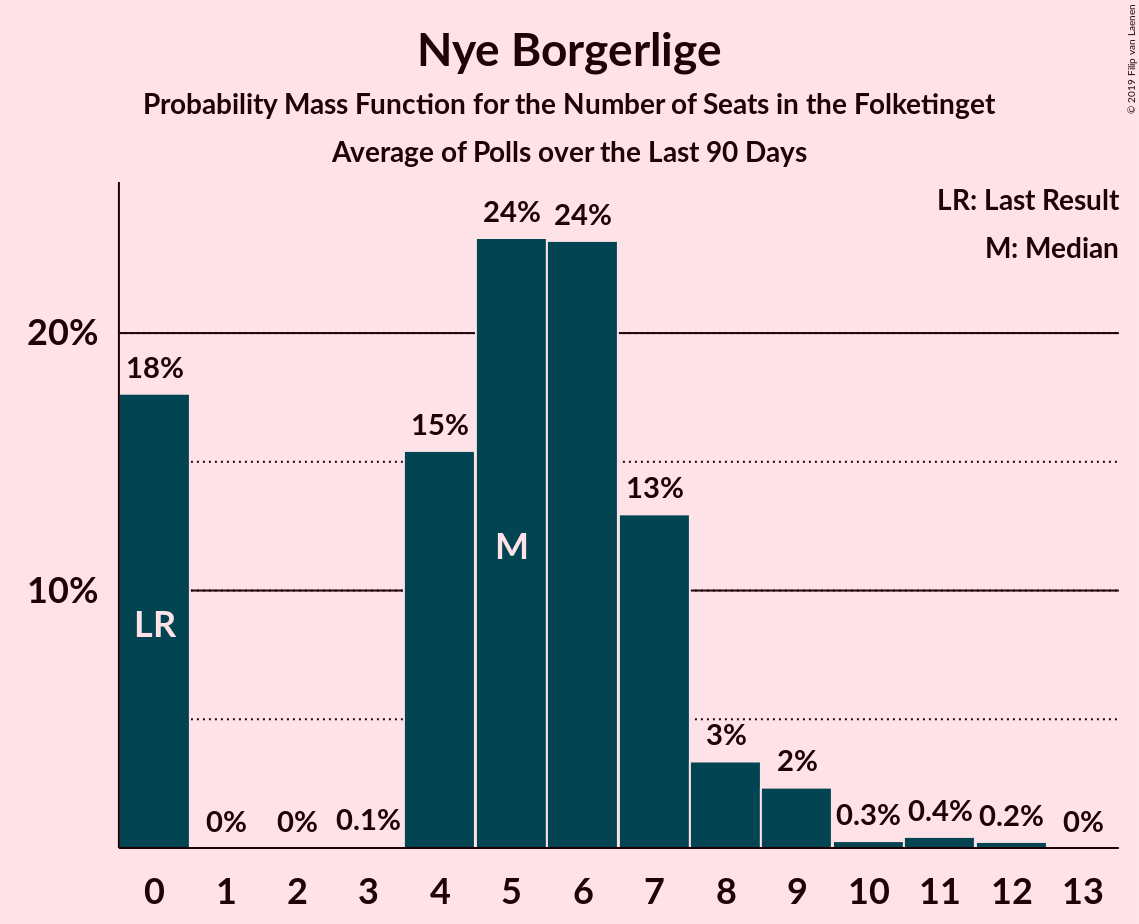 Nye Borgerlige
Probability Mass Function for the Number of Seats in the Folketinget
Average of Polls over the Last 90 Days
© 2019 Filip van Laenen
LR: Last Result
M: Median
20%
10%
18%
0%
0%
0.1%
15%
24%
24%
13%
3%
2%
0.3%
0.4%
0.2%
0%
LR
M
0 1 2 3 4 5 6 7 8 9 10 11 12 13